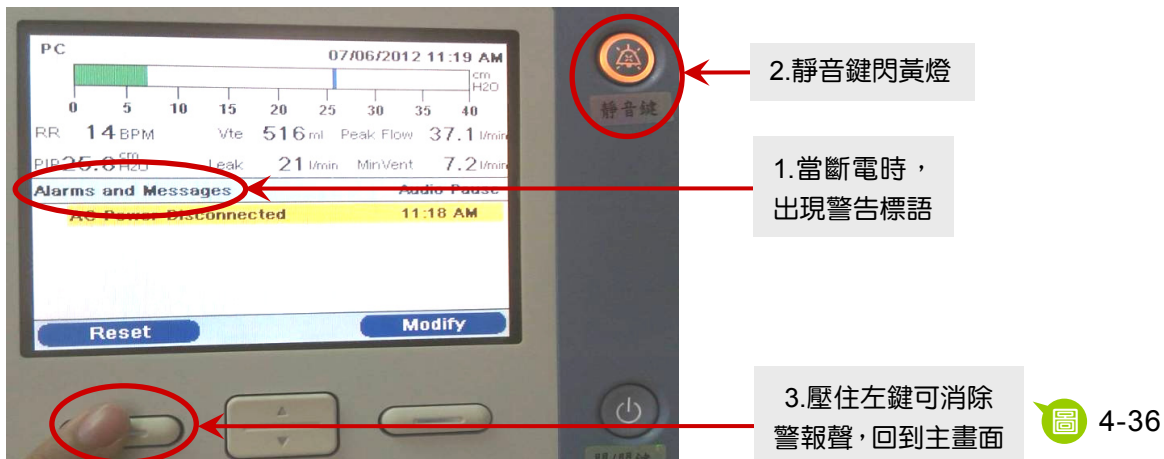 PC 07/06/2012 11:19 AM
cm
H2O
0 5 10 15 20 25 30 35 40
RR 14 BPM Vte 516 ml Peak Flow 37.1 l/min
PIP 25.6 cm H2O Leak 21 l/min MinVent 7.2 l/min
Alarms and Messages Audio Pause
AC Power Disconnected 11:18 AM
Reset Modify
靜音鍵
2.靜音鍵閃黃燈
1.當斷電時，
出現警告標語
3.壓住左鍵可消除
警報聲，回到主畫面
圖 4-36